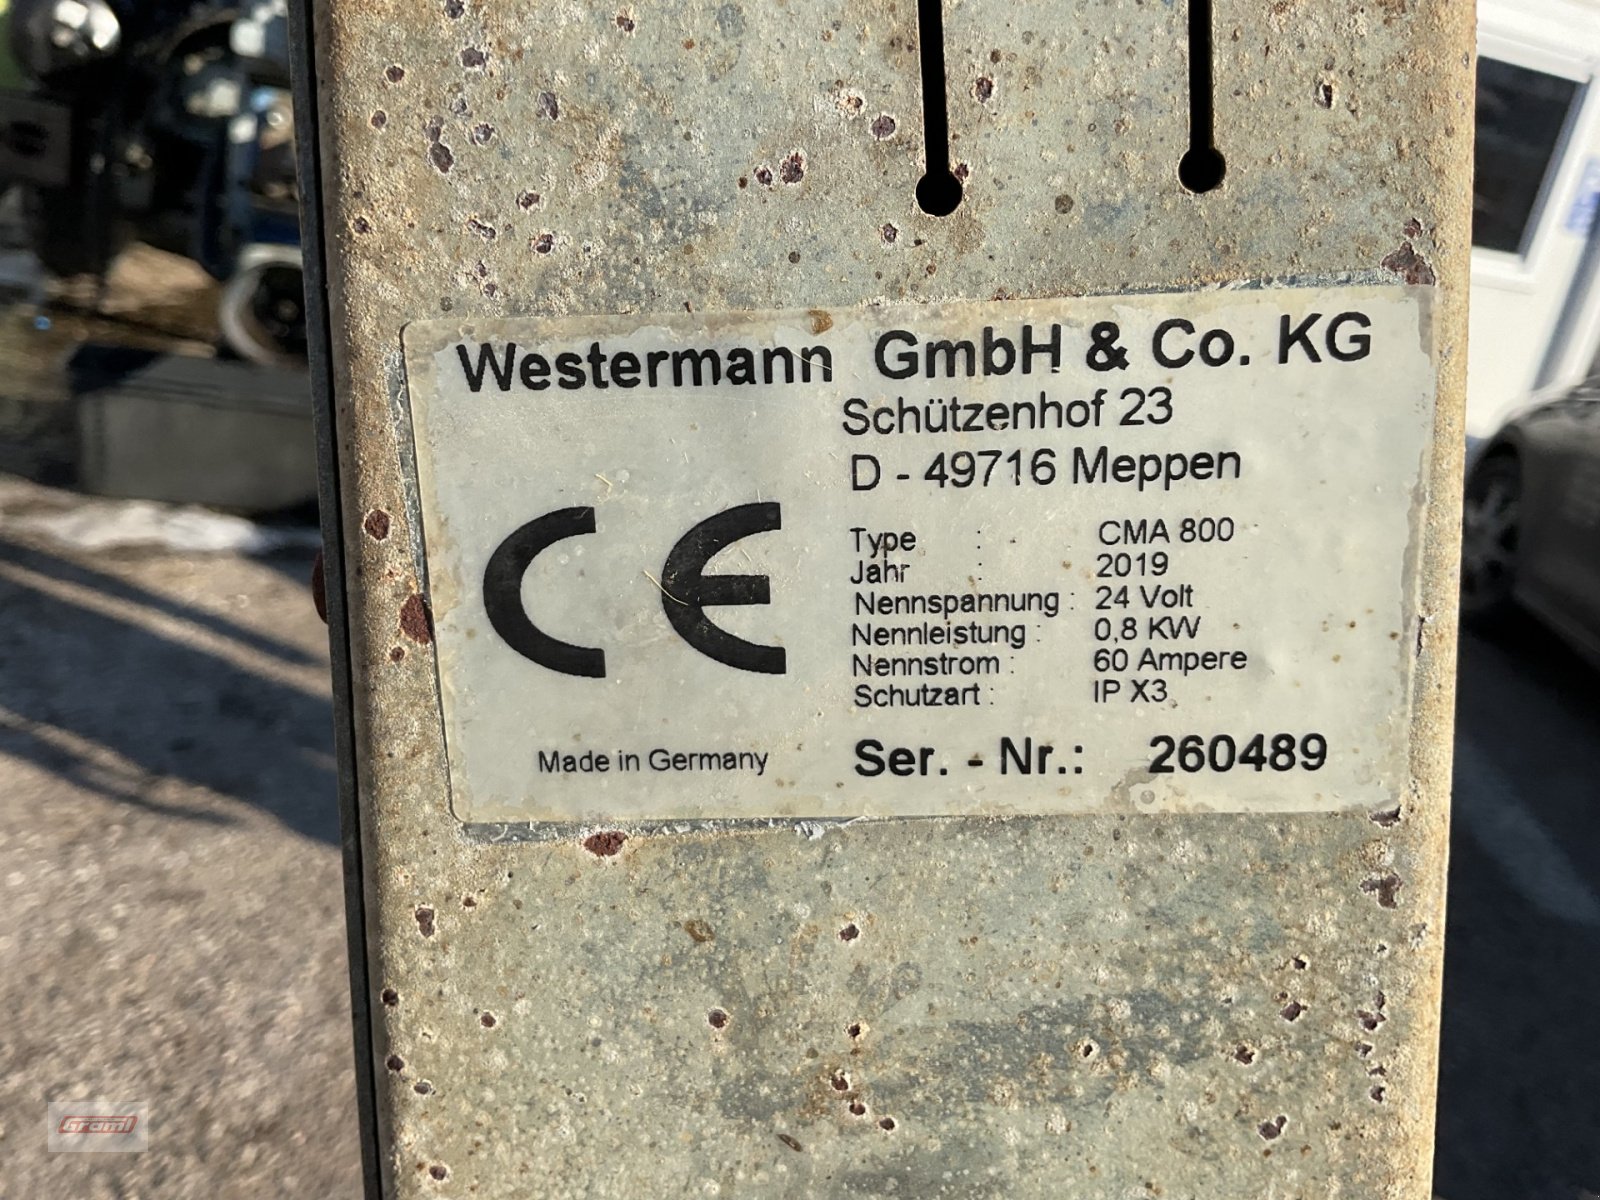 Westermann GmbH & Co. KG
Schützenhof 23
D - 49716 Meppen
CE
Type : CMA 800
Jahr : 2019
Nennspannung : 24 Volt
Nennleistung : 0,8 KW
Nennstrom : 60 Ampere
Schutzart : IP X3
Made in Germany
Ser. - Nr.: 260489
Graml